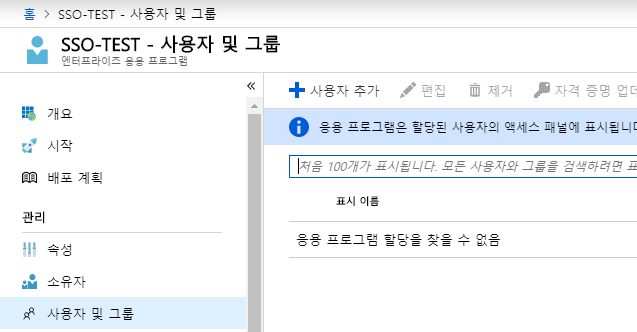 홈 > SSO-TEST - 사용자 및 그룹
SSO-TEST - 사용자 및 그룹
엔터프라이즈 응용 프로그램
«
개요
시작
배포 계획
관리
속성
소유자
사용자 및 그룹
사용자 추가 편집 제거 자격 증명 업데
응용 프로그램은 할당된 사용자의 액세스 패널에 표시됩니다
처음 100개가 표시됩니다. 모든 사용자와 그룹을 검색하려면 표
표시 이름
응용 프로그램 할당을 찾을 수 없음